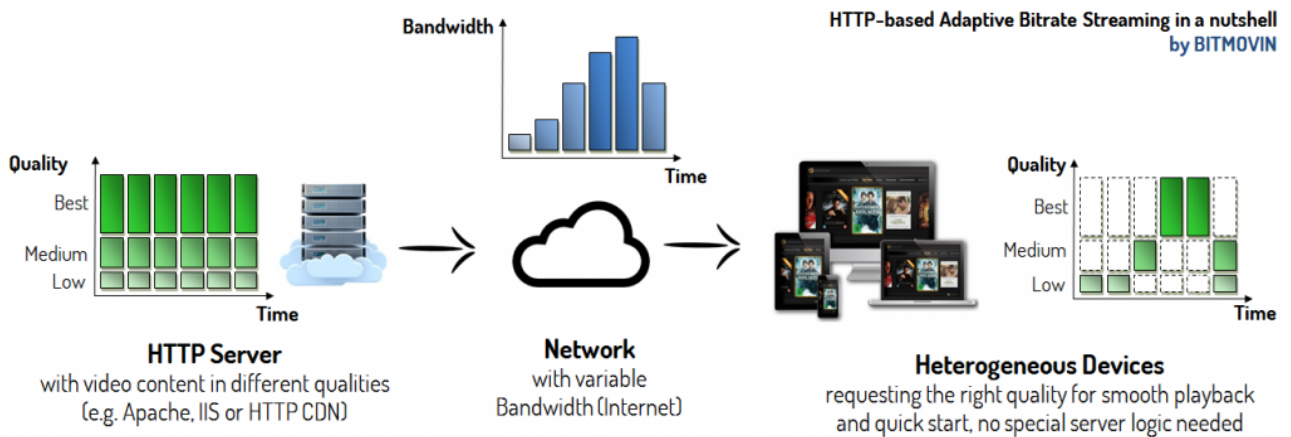 HTTP-based Adaptive Bitrate Streaming in a nutshell
by BITMOVIN
Bandwidth
Time
Quality
Best
Medium
Low
Time
Quality
Best
Medium
Low
Time
HTTP Server
with video content in different qualities
(e.g. Apache, IIS or HTTP CDN)
Network
with variable
Bandwidth (Internet)
Heterogeneous Devices
requesting the right quality for smooth playback
and quick start, no special server logic needed